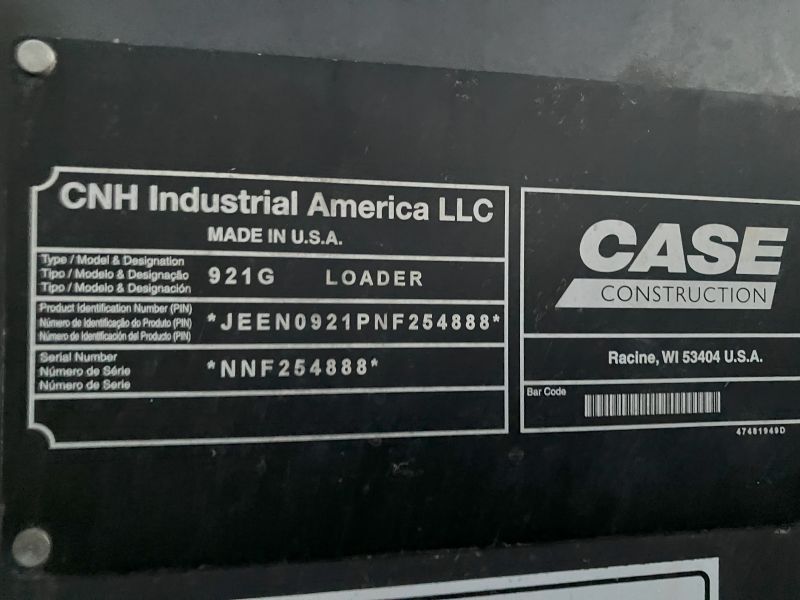 CNH Industrial America LLC
MADE IN U.S.A.
Type / Model & Designation
Tipo / Modelo & Designação
Tipo / Modelo & Designación
921G LOADER
Product Identification Number (PIN)
Número de Identificação do Produto (PIN)
Número de Identificación del Producto (PIN)
*JEEN0921PNF254888*
Serial Number
Número de Série
Número de Serie
*NNF254888*
CASE
CONSTRUCTION
Racine, WI 53404 U.S.A.
Bar Code
47481949D